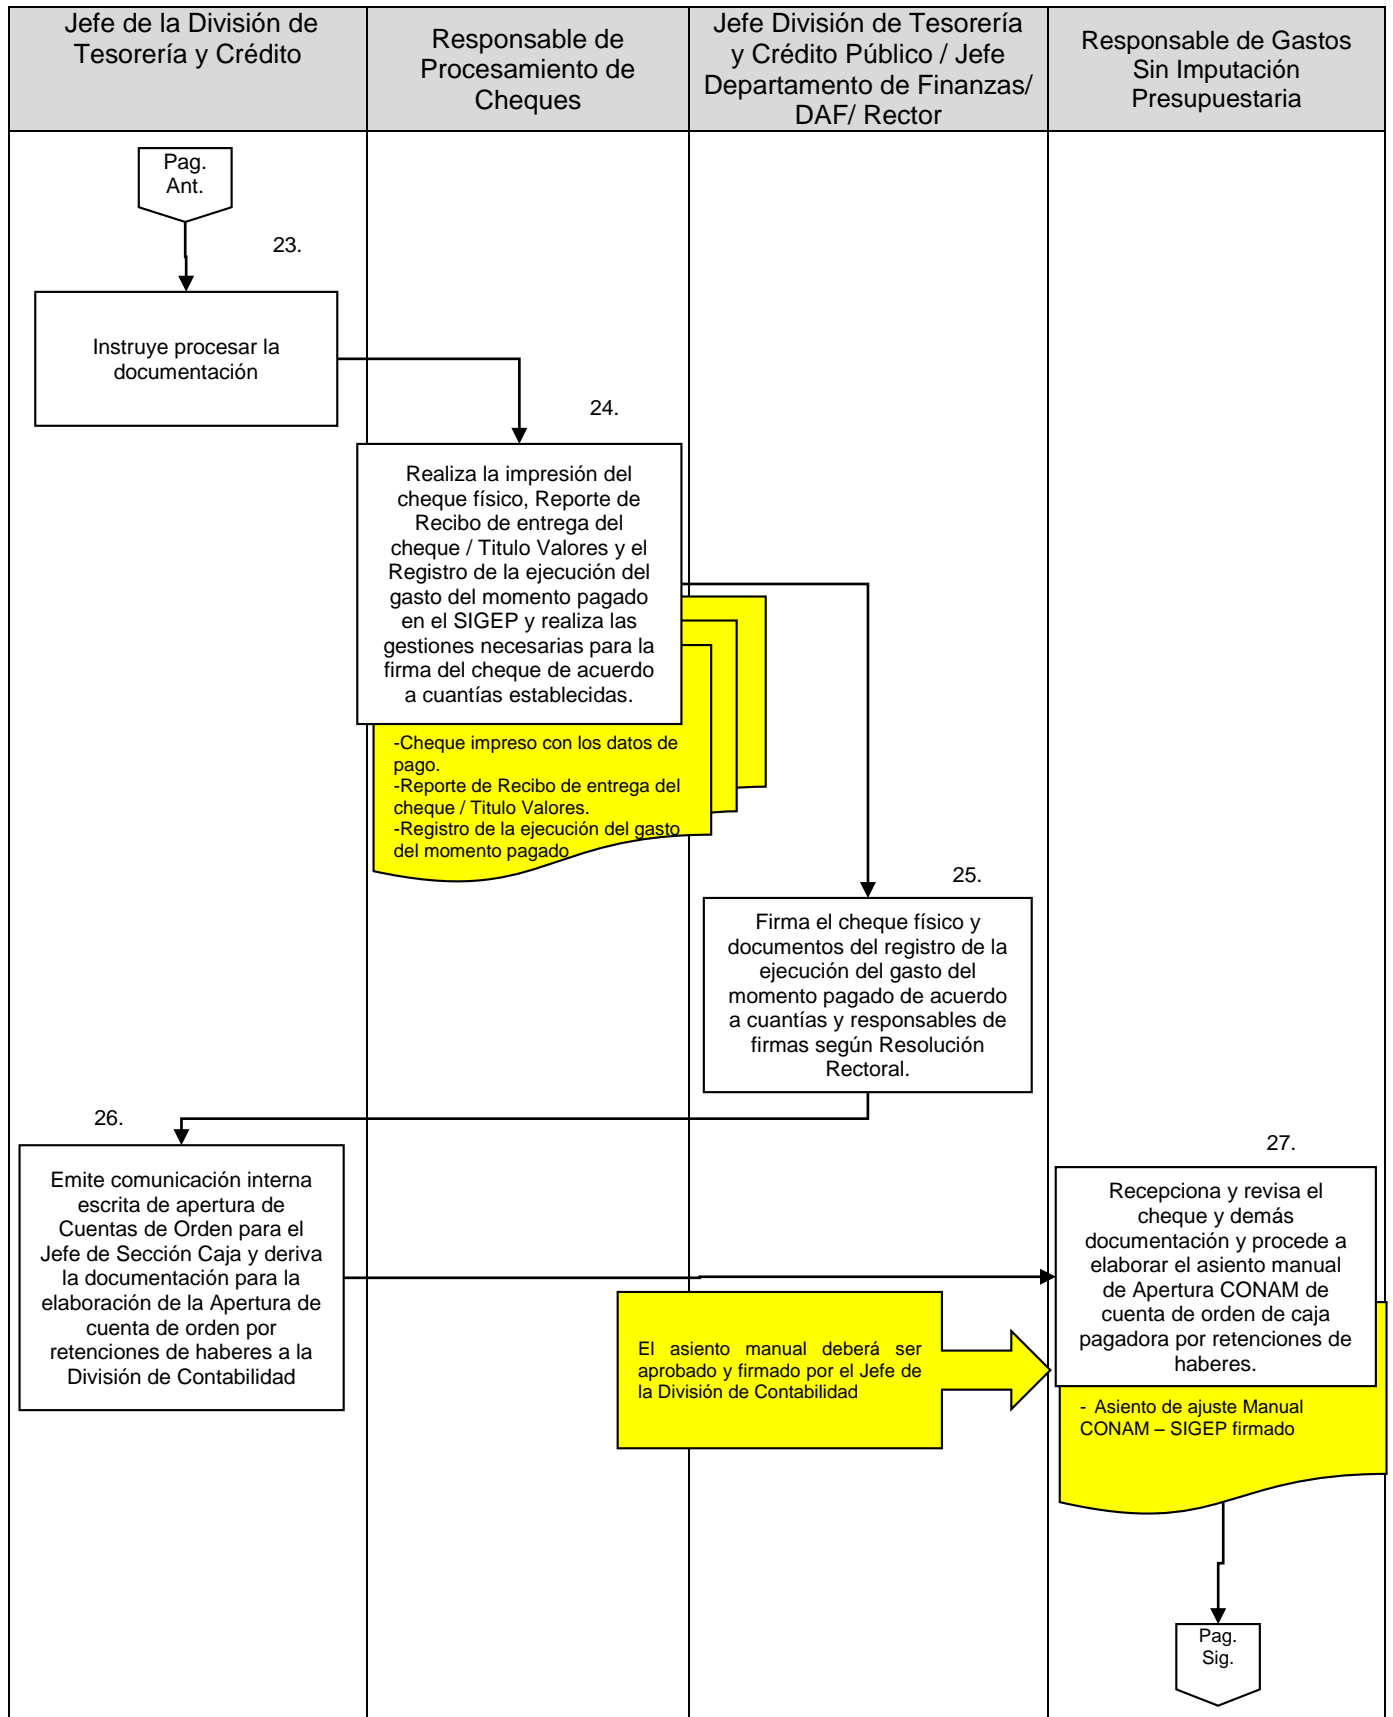 Jefe de la División de
Tesorería y Crédito
Responsable de
Procesamiento de
Cheques
Jefe División de Tesorería
y Crédito Público / Jefe
Departamento de Finanzas/
DAF/ Rector
Responsable de Gastos
Sin Imputación
Presupuestaria
Pag.
Ant.
23.
Instruye procesar la
documentación
24.
Realiza la impresión del
cheque físico, Reporte de
Recibo de entrega del
cheque / Titulo Valores y el
Registro de la ejecución del
gasto del momento pagado
en el SIGEP y realiza las
gestiones necesarias para la
firma del cheque de acuerdo
a cuantías establecidas.
-Cheque impreso con los datos de
pago.
-Reporte de Recibo de entrega del
cheque / Titulo Valores.
-Registro de la ejecución del gasto
del momento pagado
25.
Firma el cheque físico y
documentos del registro de la
ejecución del gasto del
momento pagado de acuerdo
a cuantías y responsables de
firmas según Resolución
Rectoral.
26.
Emite comunicación interna
escrita de apertura de
Cuentas de Orden para el
Jefe de Sección Caja y deriva
la documentación para la
elaboración de la Apertura de
cuenta de orden por
retenciones de haberes a la
División de Contabilidad
27.
Recepciona y revisa el
cheque y demás
documentación y procede a
elaborar el asiento manual
de Apertura CONAM de
cuenta de orden de caja
pagadora por retenciones de
haberes.
El asiento manual deberá ser
aprobado y firmado por el Jefe de
la División de Contabilidad
- Asiento de ajuste Manual
CONAM – SIGEP firmado
Pag.
Sig.